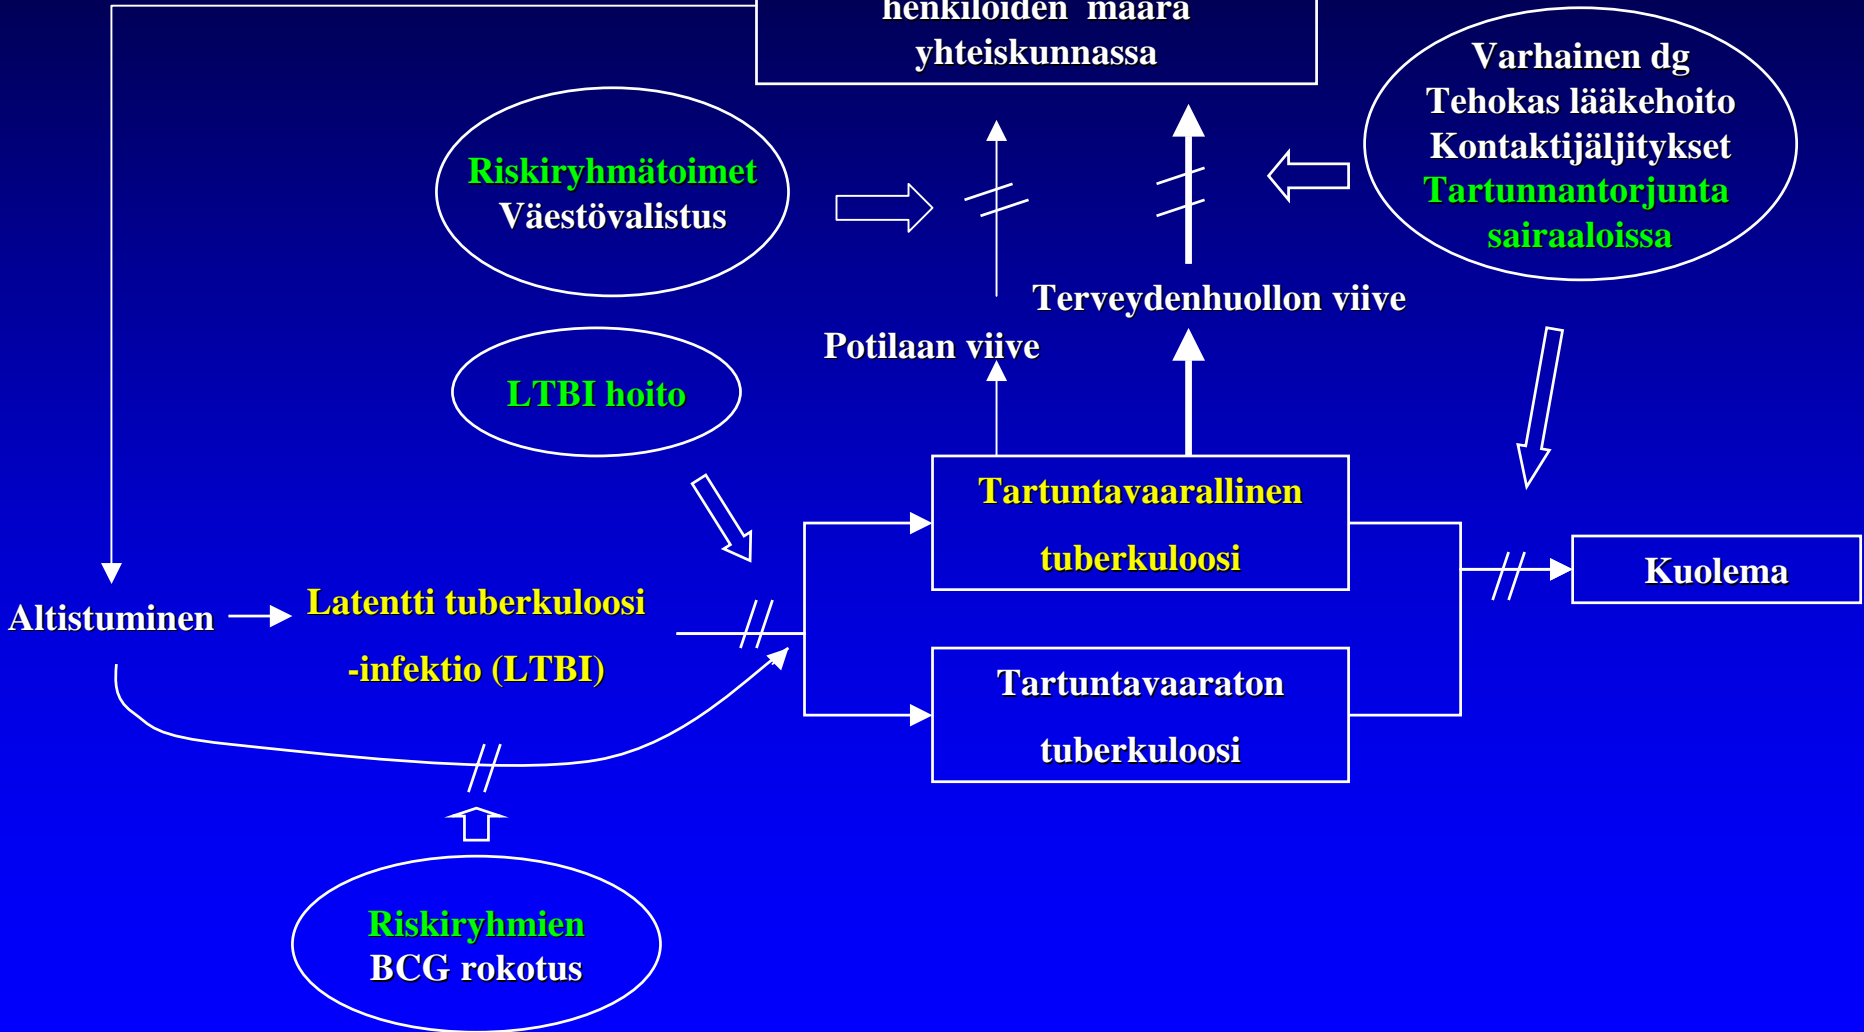 henkilöiden määrä
yhteiskunnassa
Varhainen dg
Tehokas lääkehoito
Kontaktijäljitykset
Tartunnantorjunta
sairaaloissa
Riskiryhmätoimet
Väestövalistus
Terveydenhuollon viive
Potilaan viive
LTBI hoito
Tartuntavaarallinen
tuberkuloosi
Kuolema
Altistuminen
Latentti tuberkuloosi
-infektio (LTBI)
Tartuntavaaraton
tuberkuloosi
Riskiryhmien
BCG rokotus